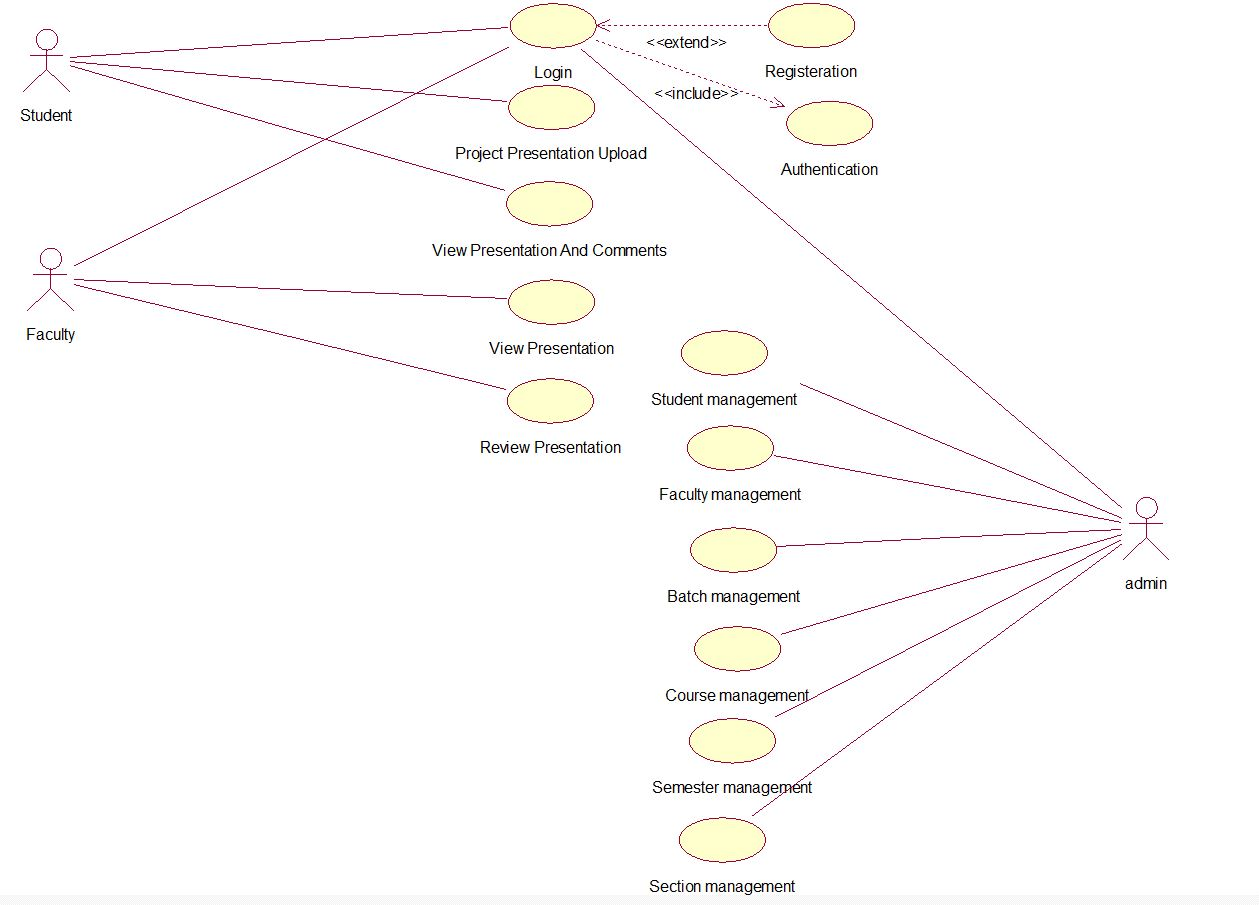 <<extend>>
Login
Registeration
<<include>>
Student
Project Presentation Upload
Authentication
View Presentation And Comments
Faculty
View Presentation
Student management
Review Presentation
Faculty management
admin
Batch management
Course management
Semester management
Section management